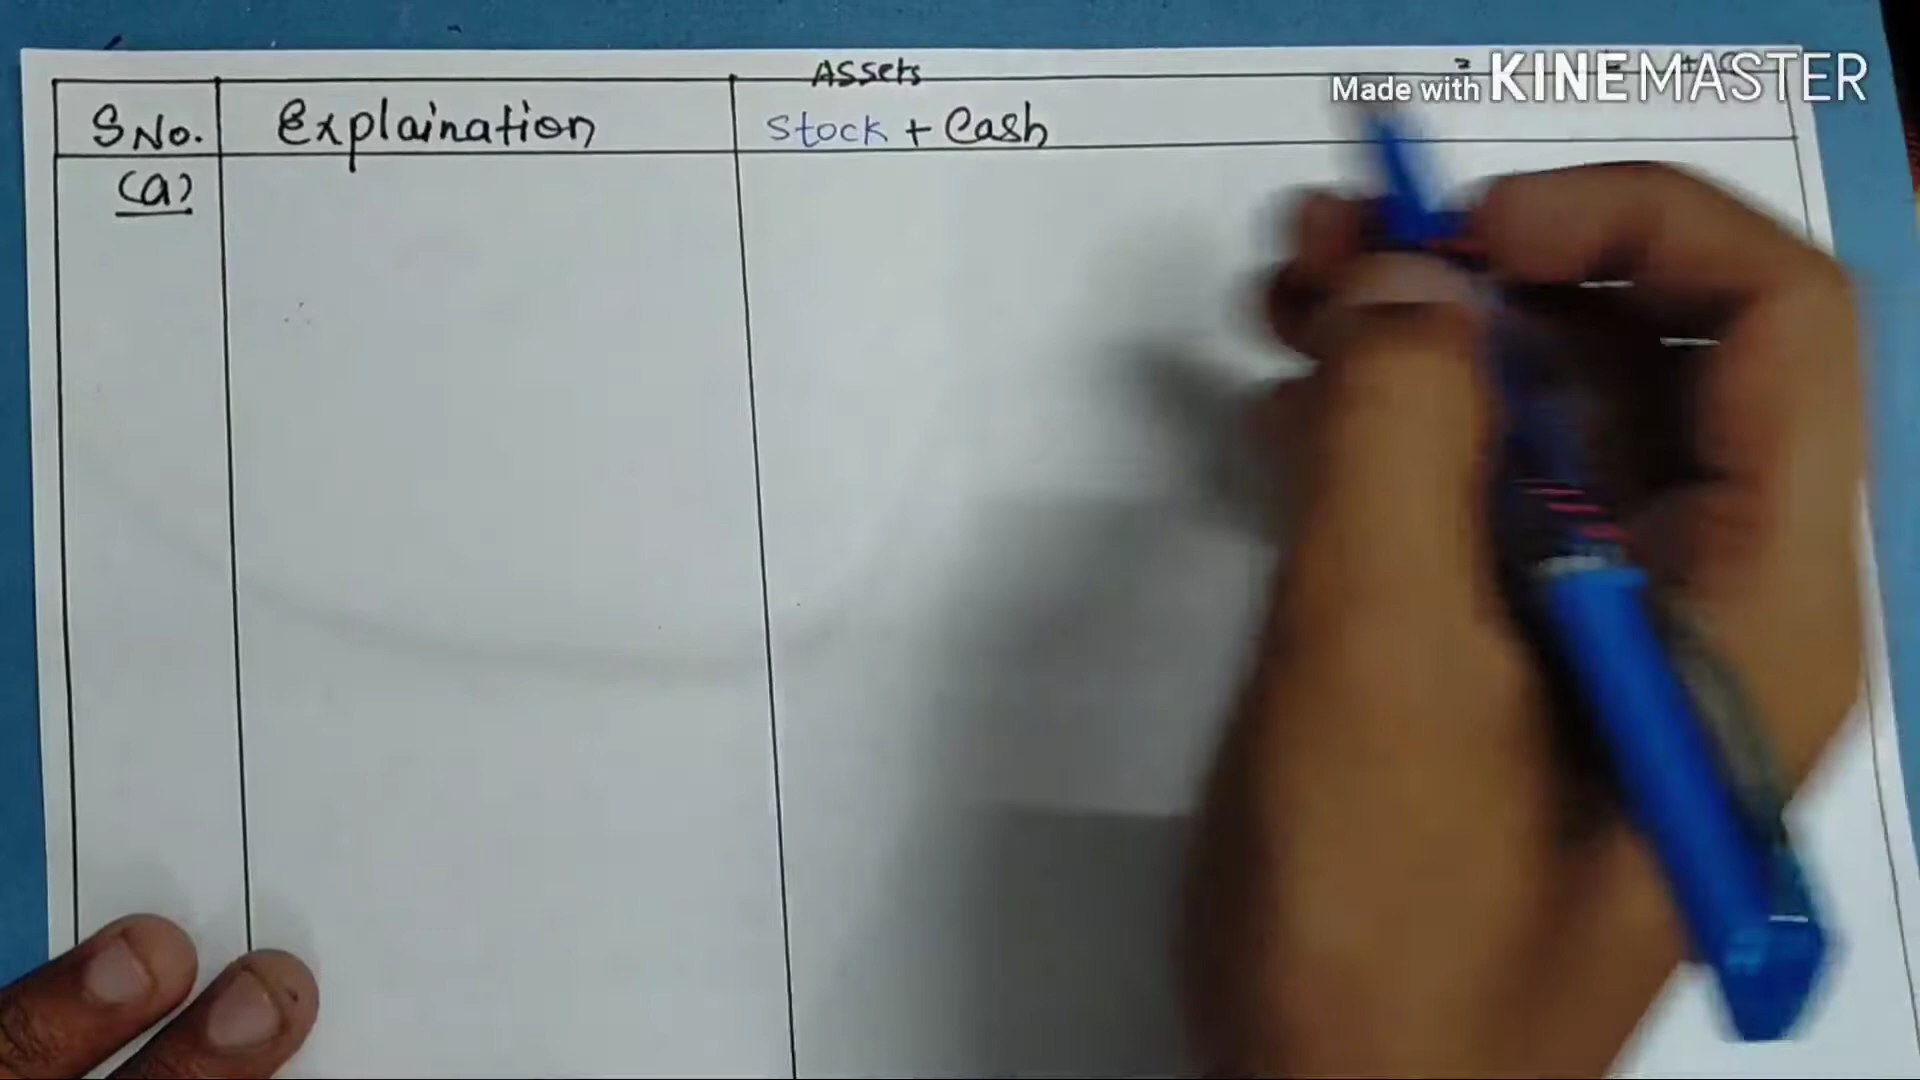 Assets
Made with KINEMASTER
S No.
Explaination
Stock + Cash
(a)